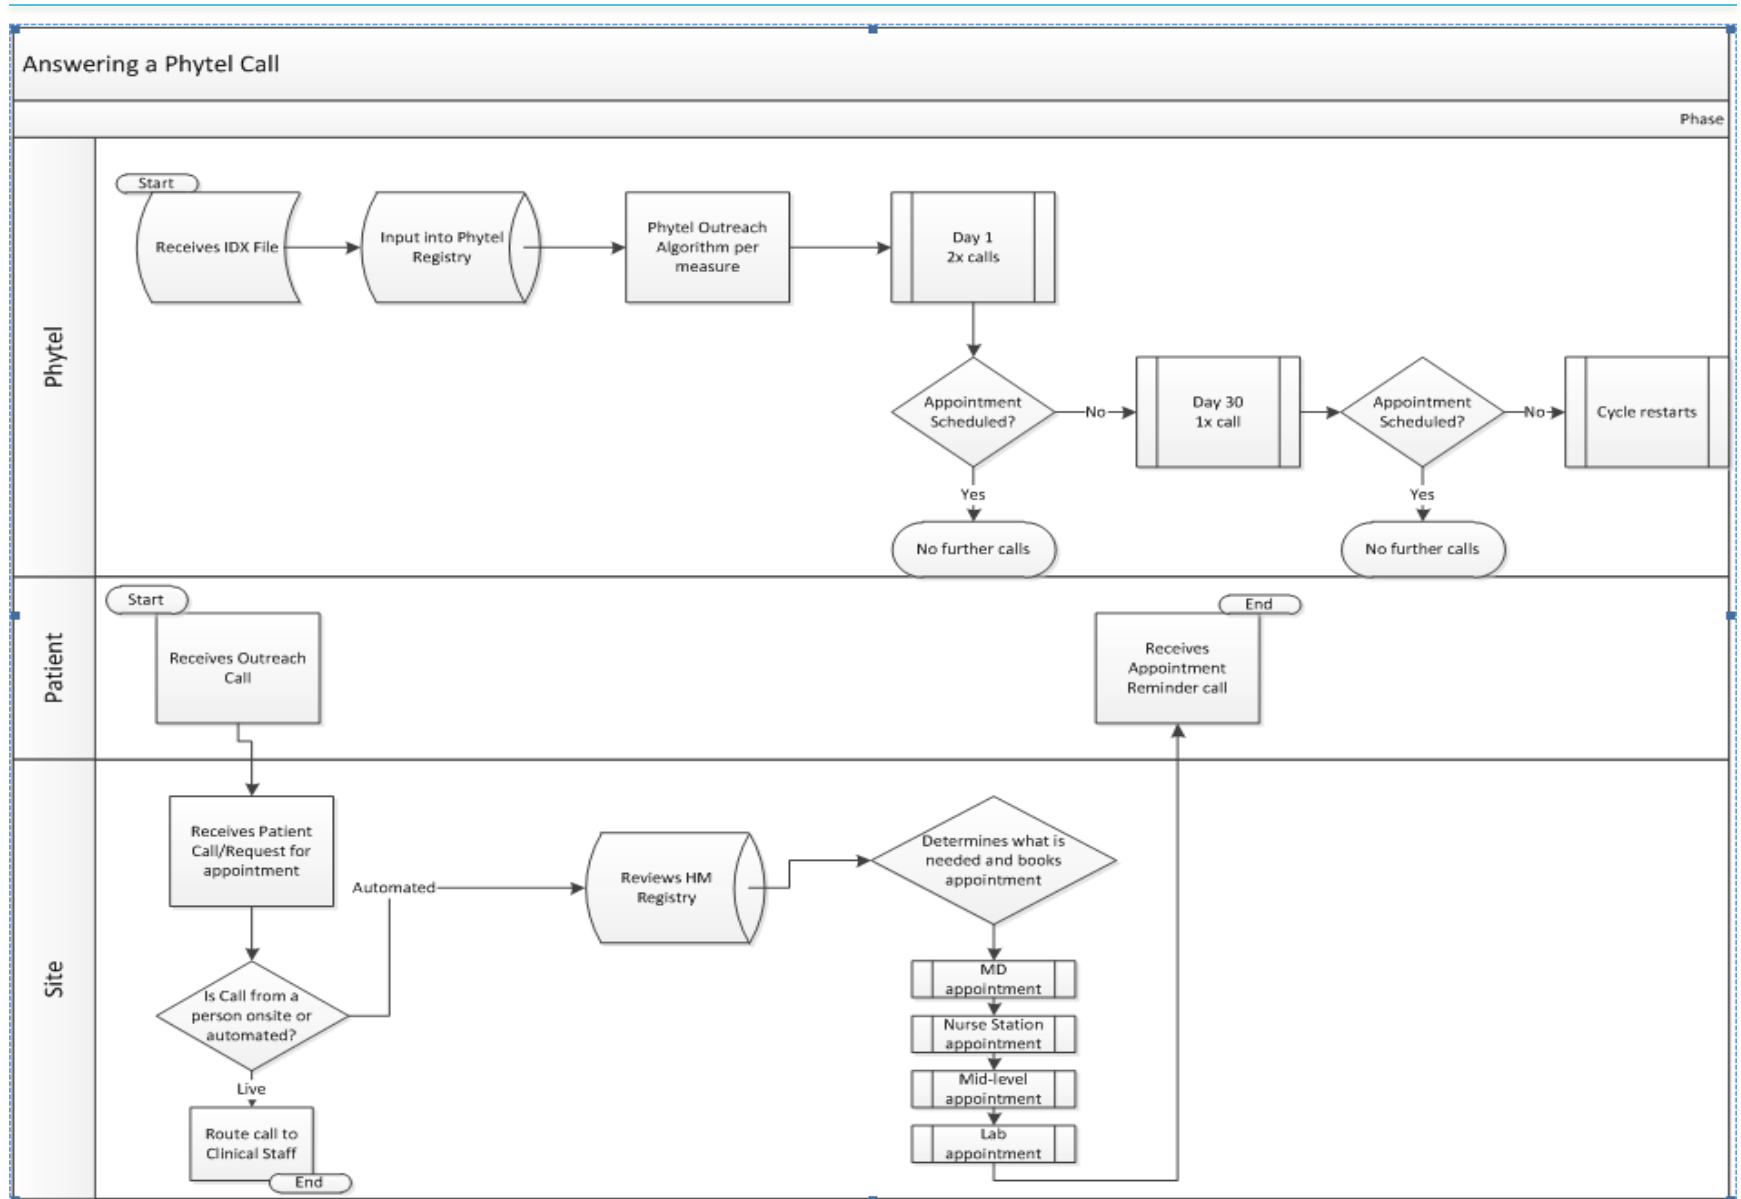 Answering a Phytel Call
Phase
Phytel
Start
Receives IDX File
Input into Phytel
Registry
Phytel Outreach
Algorithm per
measure
Day 1
2x calls
Appointment
Scheduled?
No
Day 30
1x call
Appointment
Scheduled?
No
Cycle restarts
Yes
No further calls
Yes
No further calls
Patient
Start
Receives Outreach
Call
End
Receives
Appointment
Reminder call
Site
Receives Patient
Call/Request for
appointment
Automated
Reviews HM
Registry
Determines what is
needed and books
appointment
Is Call from a
person onsite or
automated?
Live
Route call to
Clinical Staff
End
MD
appointment
Nurse Station
appointment
Mid-level
appointment
Lab
appointment